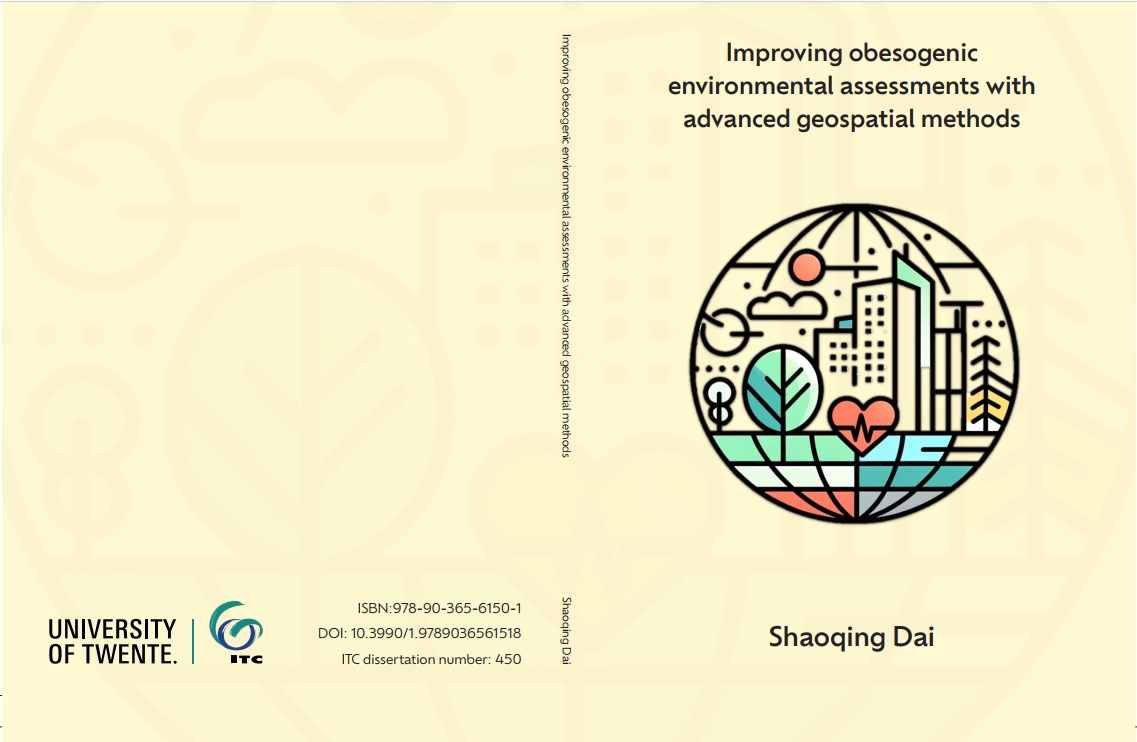 UNIVERSITY
OF TWENTE.
ITC
ISBN:978-90-365-6150-1
DOI: 10.3990/1.9789036561518
ITC dissertation number: 450
Improving obesogenic environmental assessments with advanced geospatial methods
Shaoqing Dai
Improving obesogenic
environmental assessments with
advanced geospatial methods
Shaoqing Dai